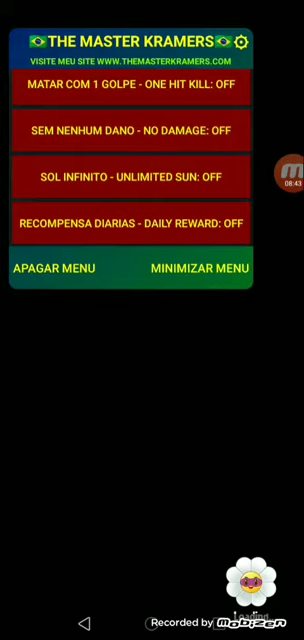 THE MASTER KRAMERS
VISITE MEU SITE WWW.THEMASTERKRAMERS.COM
MATAR COM 1 GOLPE - ONE HIT KILL: OFF
SEM NENHUM DANO - NO DAMAGE: OFF
SOL INFINITO - UNLIMITED SUN: OFF
RECOMPENSA DIARIAS - DAILY REWARD: OFF
APAGAR MENU MINIMIZAR MENU
08:43
Loading
Recorded by Mobizen